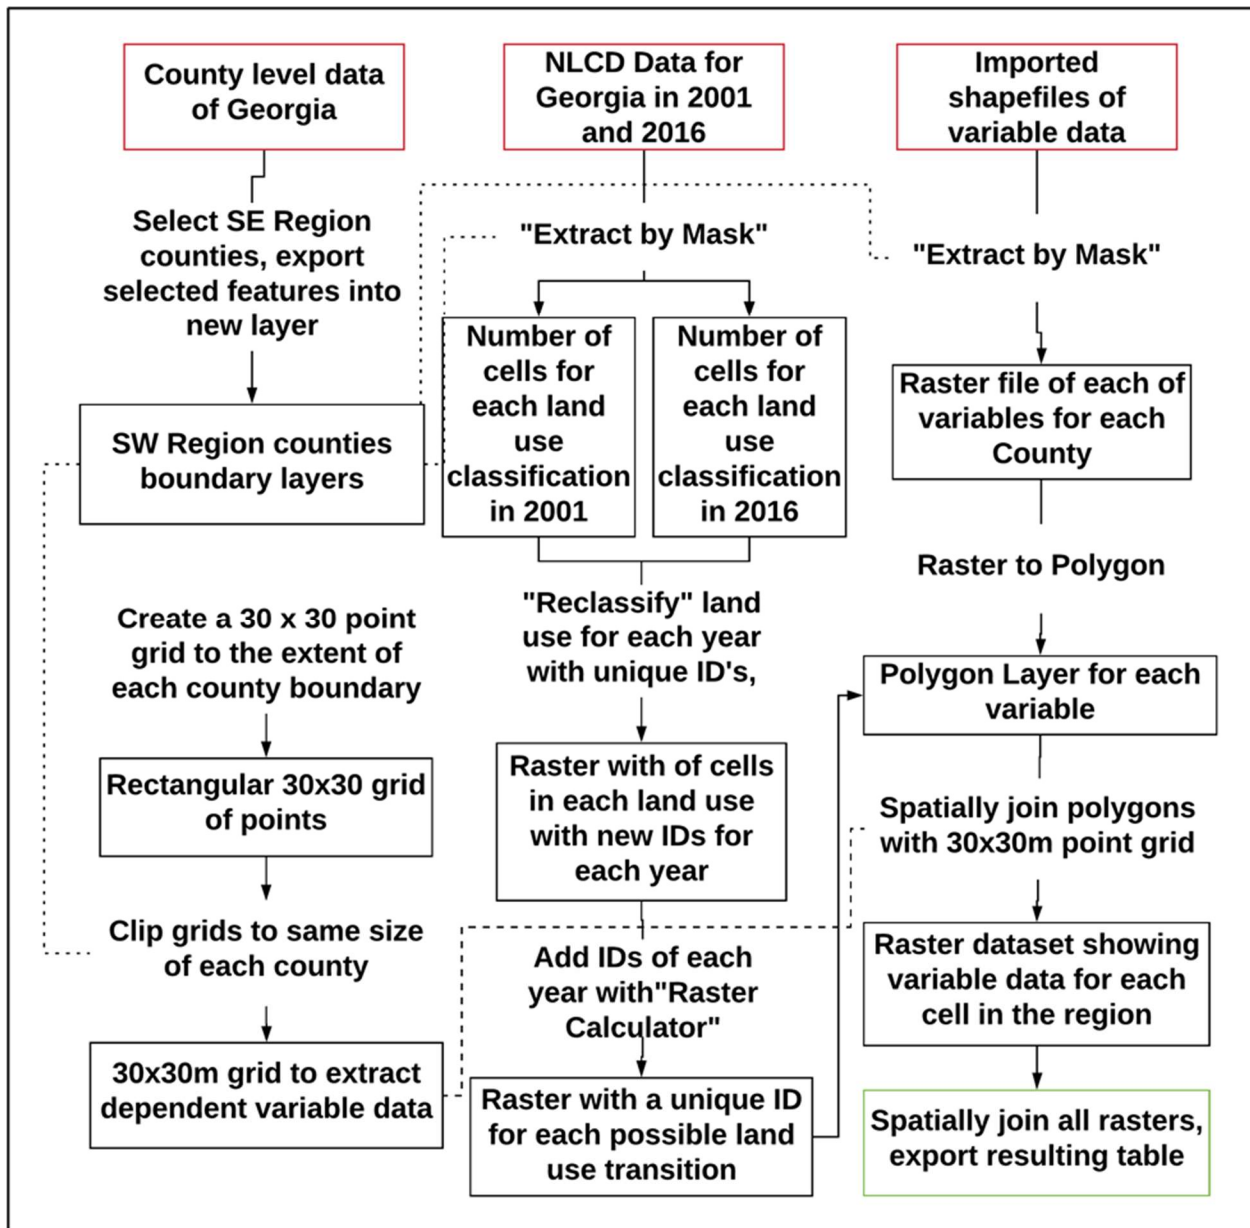 County level data
of Georgia
Select SE Region
counties, export
selected features into
new layer
SW Region counties
boundary layers
Create a 30 x 30 point
grid to the extent of
each county boundary
Rectangular 30x30 grid
of points
Clip grids to same size
of each county
30x30m grid to extract
dependent variable data
NLCD Data for
Georgia in 2001
and 2016
"Extract by Mask"
Number of
cells for
each land
use
classification
in 2001
Number of
cells for
each land
use
classification
in 2016
"Reclassify" land
use for each year
with unique ID's,
Raster with of cells
in each land use
with new IDs for
each year
Add IDs of each
year with"Raster
Calculator"
Raster with a unique ID
for each possible land
use transition
Imported
shapefiles of
variable data
"Extract by Mask"
Raster file of each of
variables for each
County
Raster to Polygon
Polygon Layer for each
variable
Spatially join polygons
with 30x30m point grid
Raster dataset showing
variable data for each
cell in the region
Spatially join all rasters,
export resulting table